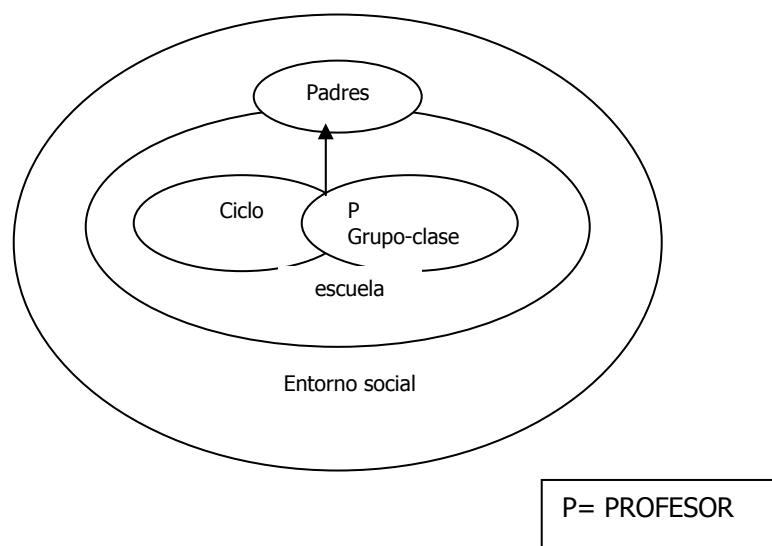 Padres
Ciclo
P
Grupo-clase
escuela
Entorno social
P= PROFESOR